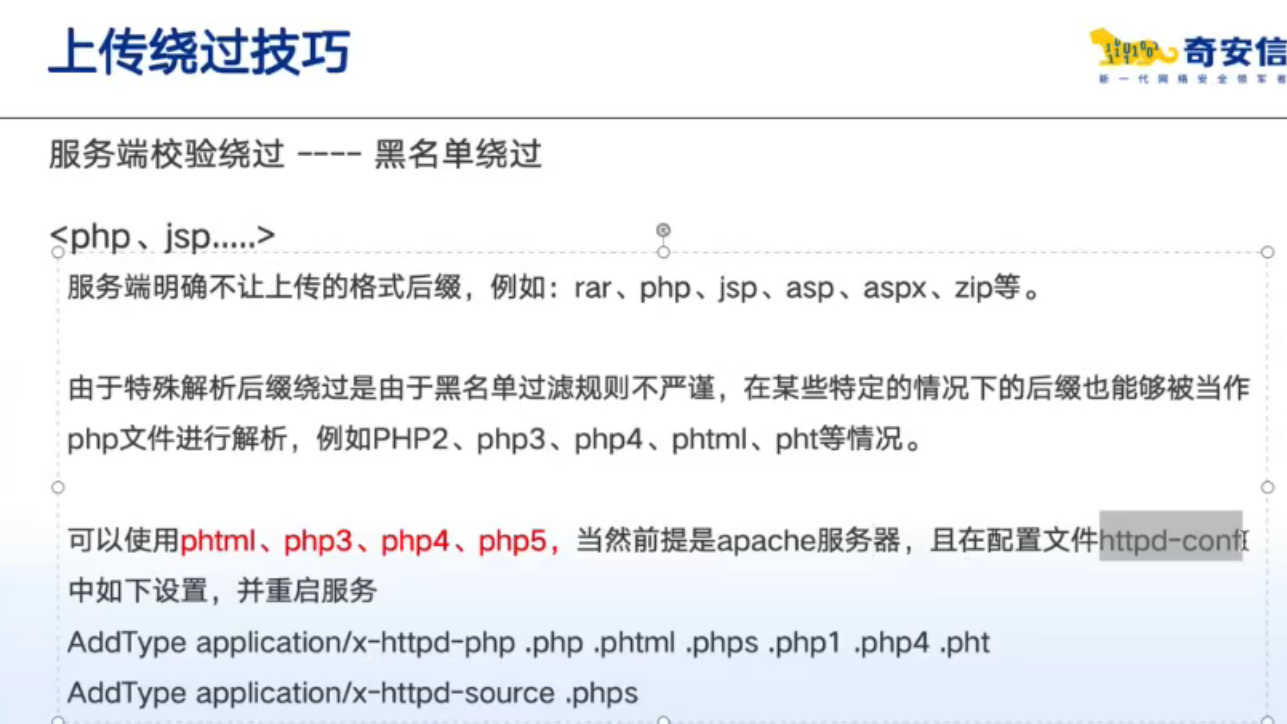 上传绕过技巧
奇安信
新一代网络安全领军者
服务端校验绕过 ---- 黑名单绕过
<php、jsp.....>
服务端明确不让上传的格式后缀，例如：rar、php、jsp、asp、aspx、zip等。
由于特殊解析后缀绕过是由于黑名单过滤规则不严谨，在某些特定的情况下的后缀也能够被当作
php文件进行解析，例如PHP2、php3、php4、phtml、pht等情况。
可以使用phtml、php3、php4、php5，当然前提是apache服务器，且在配置文件httpd-conf
中如下设置，并重启服务
AddType application/x-httpd-php .php .phtml .phps .php1 .php4 .pht
AddType application/x-httpd-source .phps